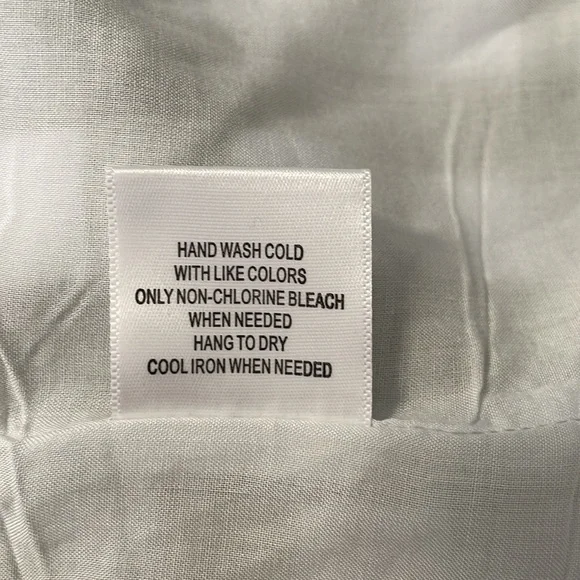 HAND WASH COLD
WITH LIKE COLORS
ONLY NON-CHLORINE BLEACH
WHEN NEEDED
HANG TO DRY
COOL IRON WHEN NEEDED